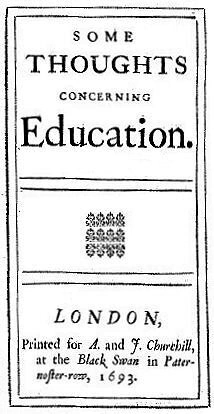 SOME
THOUGHTS
CONCERNING
Education.
LONDON,
Printed for A. and J. Churchill,
at the Black Swan in Pater-
noſter-row, 1693.